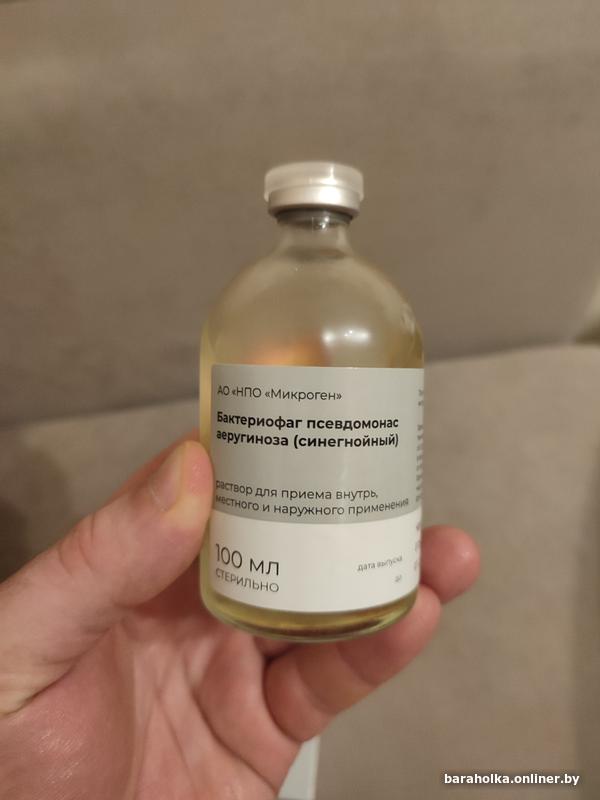 АО «НПО «Микроген»
Бактериофаг псевдомонас
аеругиноза (синегнойный)
раствор для приема внутрь,
местного и наружного применения
100 мл
СТЕРИЛЬНО
дата выпуска
до
baraholka.onliner.by